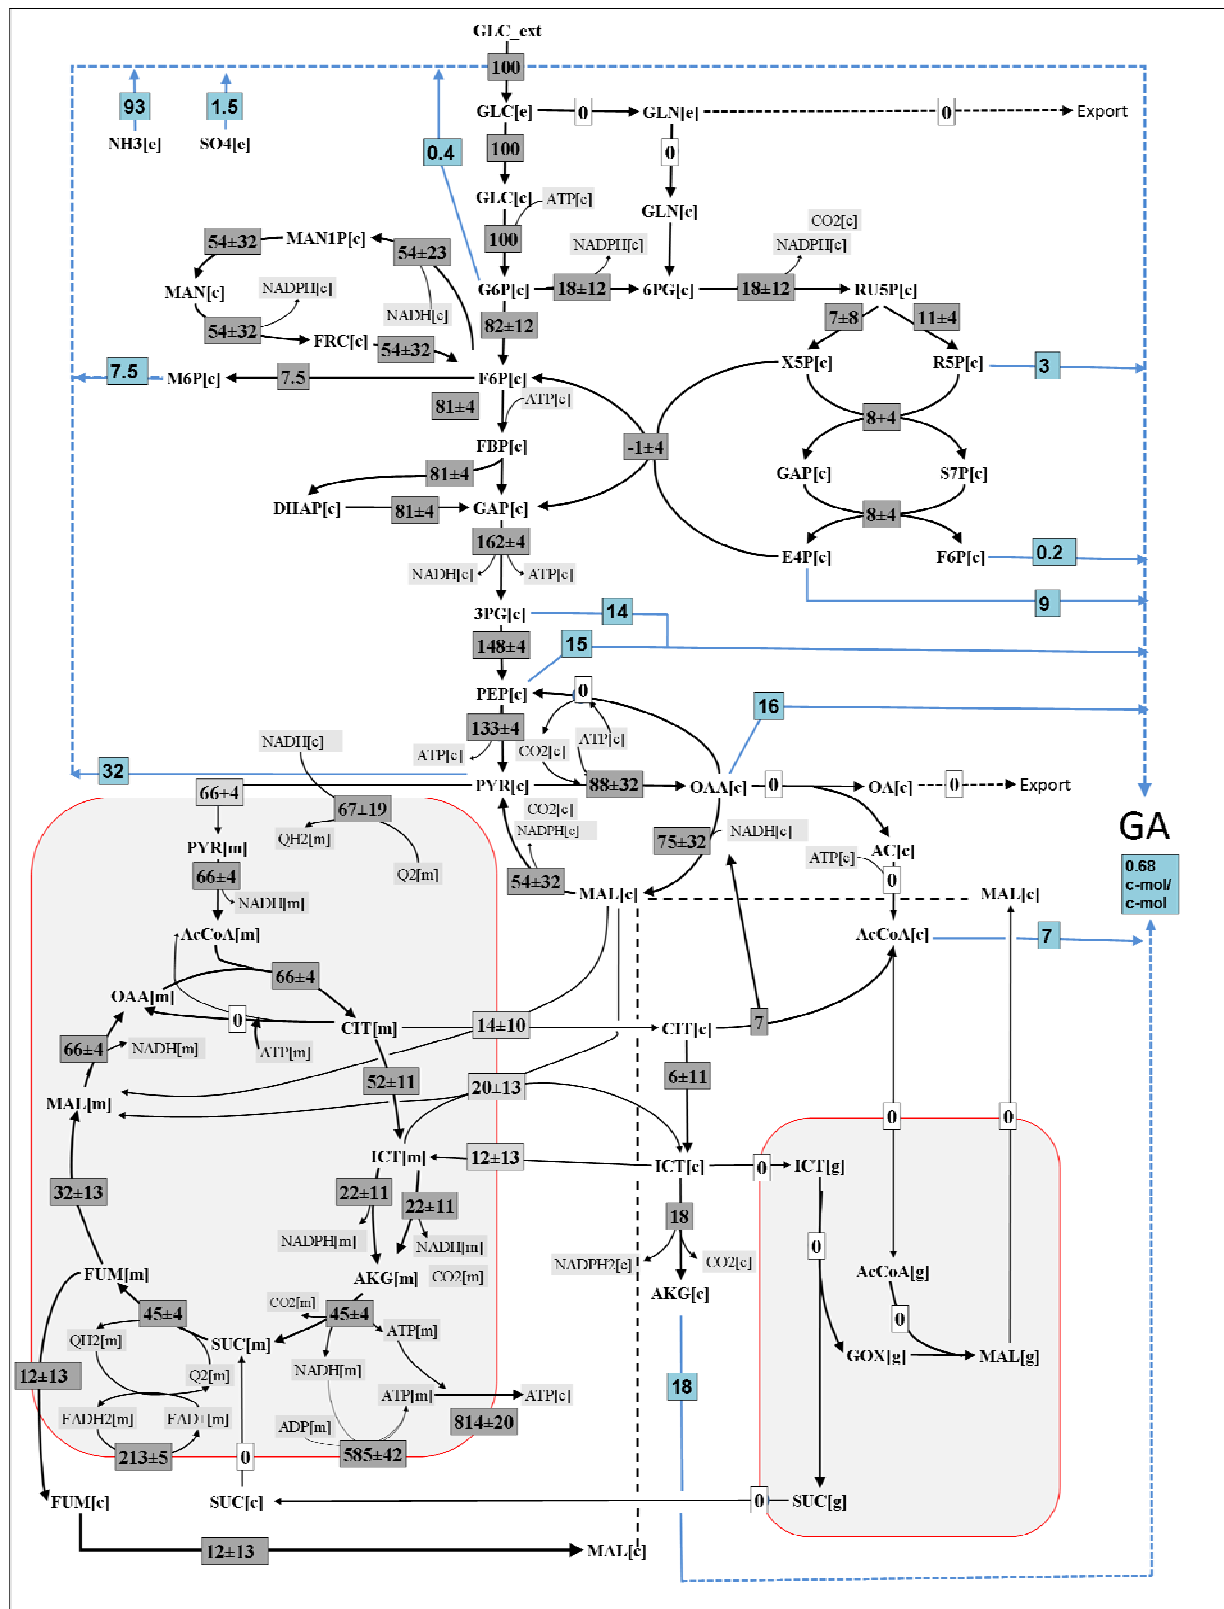 GLC_ext
100
93
1.5
GLC[e]
0
GLN[e]
0
Export
NH3[e]
SO4[e]
0.4
100
0
GLC[c]
ATP[c]
GLN[c]
CO2[c]
54±32
MAN1P[c]
54±23
100
NADPH[c]
NADPH[c]
MAN[c]
NADPH[c]
G6P[c]
18±12
6PG[c]
18±12
RU5P[c]
NADH[c]
54±32
82±12
7±8
11±4
FRC[c]
54±32
X5P[c]
R5P[c]
3
7.5
M6P[c]
7.5
F6P[c]
81±4
ATP[c]
8±4
FBP[c]
-1±4
81±4
GAP[c]
S7P[c]
DHAP[c]
81±4
GAP[c]
8±4
162±4
E4P[c]
F6P[c]
0.2
NADH[c]
ATP[c]
9
3PG[c]
14
148±4
15
PEP[c]
0
16
133±4
NADH[c]
ATP[c]
CO2[c]
ATP[c]
32
PYR[c]
88±32
OAA[c]
0
OA[c]
0
Export
66±4
67±19
CO2[c]
NADPH[c]
75±32
NADH[c]
GA
QH2[m]
PYR[m]
Q2[m]
ATP[c]
AC[c]
0.68
c-mol/
c-mol
66±4
54±32
0
NADH[m]
MAL[c]
MAL[c]
AcCoA[m]
AcCoA[c]
7
66±4
OAA[m]
0
CIT[m]
14±10
CIT[c]
7
66±4
NADH[m]
ATP[m]
52±11
6±11
MAL[m]
20±13
0
0
ICT[m]
12±13
ICT[c]
0
ICT[g]
32±13
22±11
22±11
18
NADPH[m]
NADH[m]
0
NADPH2[c]
CO2[c]
FUM[m]
AKG[m]
CO2[m]
AcCoA[g]
AKG[c]
CO2[m]
45±4
45±4
ATP[m]
0
QH2[m]
SUC[m]
GOX[g]
MAL[g]
12±13
Q2[m]
NADH[m]
18
ATP[m]
ATP[c]
FADH2[m]
FAD+[m]
ADP[m]
814±20
213±5
0
585±42
FUM[c]
SUC[c]
0
SUC[g]
12±13
MAL[c]